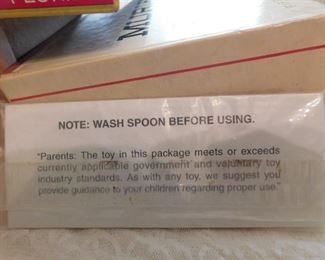 NOTE: WASH SPOON BEFORE USING.
"Parents: The toy in this package meets or exceeds
currently applicable government and voluntary toy
industry standards. As with any toy, we suggest you
provide guidance to your children regarding proper use."